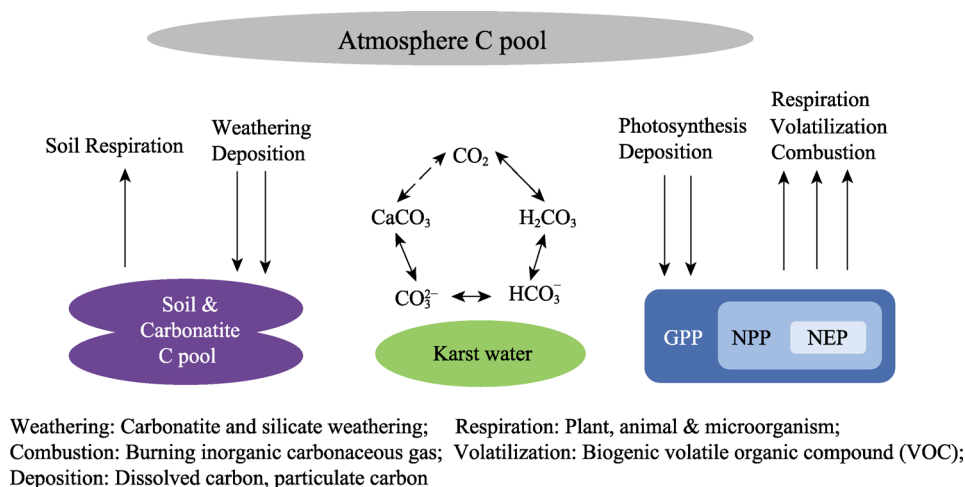 Atmosphere C pool
Soil Respiration
Weathering
Deposition
CO₂
CaCO₃
H₂CO₃
CO₃²⁻
HCO₃⁻
Photosynthesis
Deposition
Respiration
Volatilization
Combustion
Soil &
Carbonatite
C pool
Karst water
GPP
NPP
NEP
Weathering: Carbonatite and silicate weathering; Respiration: Plant, animal & microorganism;
Combustion: Burning inorganic carbonaceous gas; Volatilization: Biogenic volatile organic compound (VOC);
Deposition: Dissolved carbon, particulate carbon